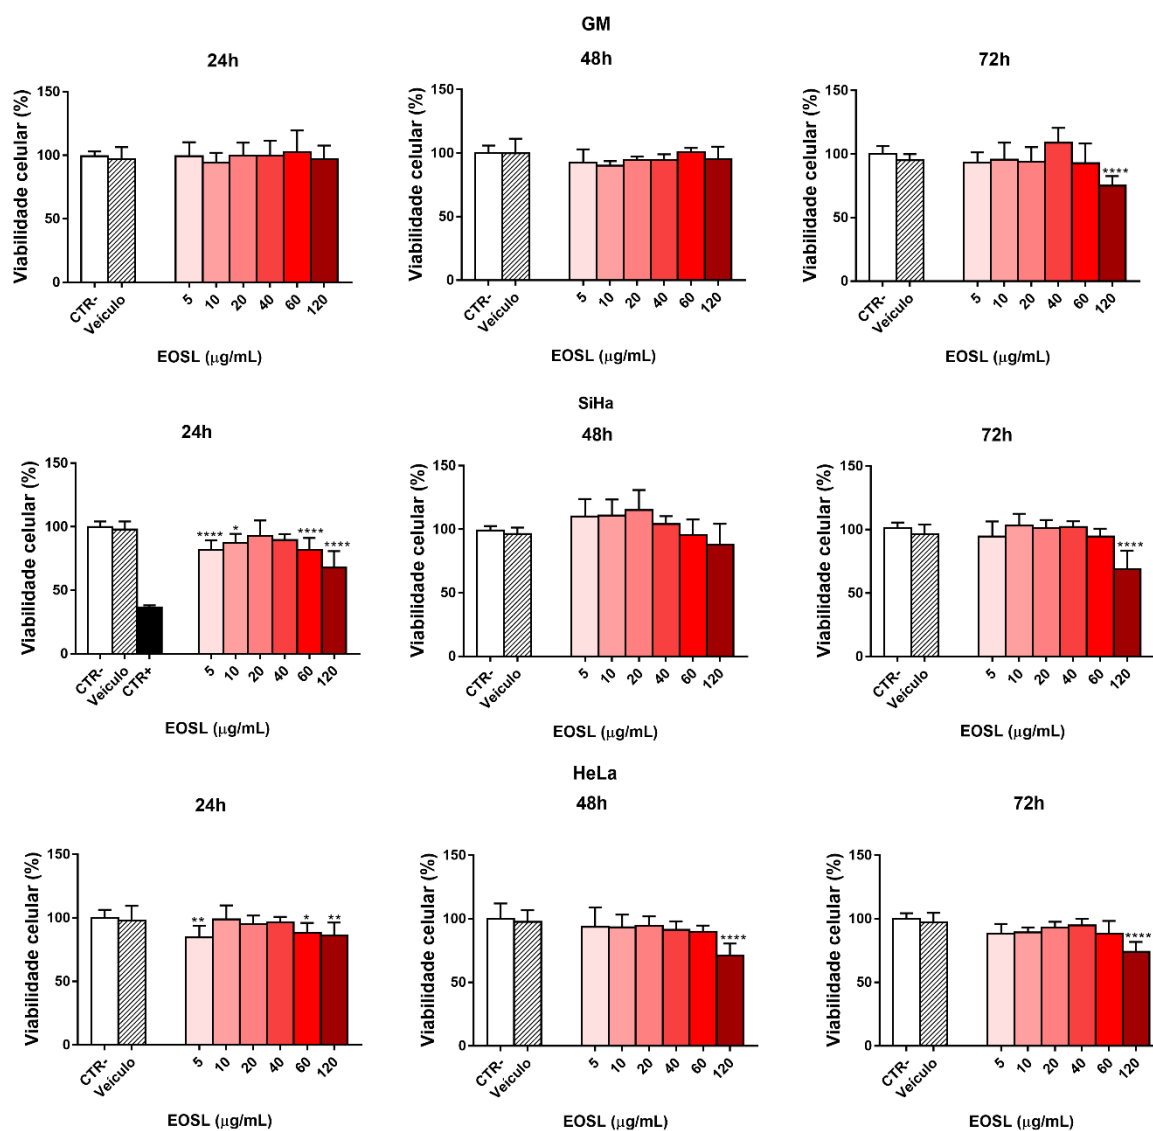 GM
24h
48h
72h
Viabilidade celular (%)
150
100
50
0
CTR-
Veículo
5
10
20
40
60
120
EOSL (µg/mL)
Viabilidade celular (%)
150
100
50
0
CTR-
Veículo
5
10
20
40
60
120
EOSL (µg/mL)
Viabilidade celular (%)
150
100
50
0
****
CTR-
Veículo
5
10
20
40
60
120
EOSL (µg/mL)
SiHa
24h
48h
72h
Viabilidade celular (%)
150
100
50
0
****
*
****
****
CTR-
Veículo
CTR+
5
10
20
40
60
120
EOSL (µg/mL)
Viabilidade celular (%)
150
100
50
0
CTR-
Veículo
5
10
20
40
60
120
EOSL (µg/mL)
Viabilidade celular (%)
150
100
50
0
****
CTR-
Veículo
5
10
20
40
60
120
EOSL (µg/mL)
HeLa
24h
48h
72h
Viabilidade celular (%)
150
100
50
0
**
*
**
CTR-
Veículo
5
10
20
40
60
120
EOSL (µg/mL)
Viabilidade celular (%)
150
100
50
0
****
CTR-
Veículo
5
10
20
40
60
120
EOSL (µg/mL)
Viabilidade celular (%)
150
100
50
0
****
CTR-
Veículo
5
10
20
40
60
120
EOSL (µg/mL)